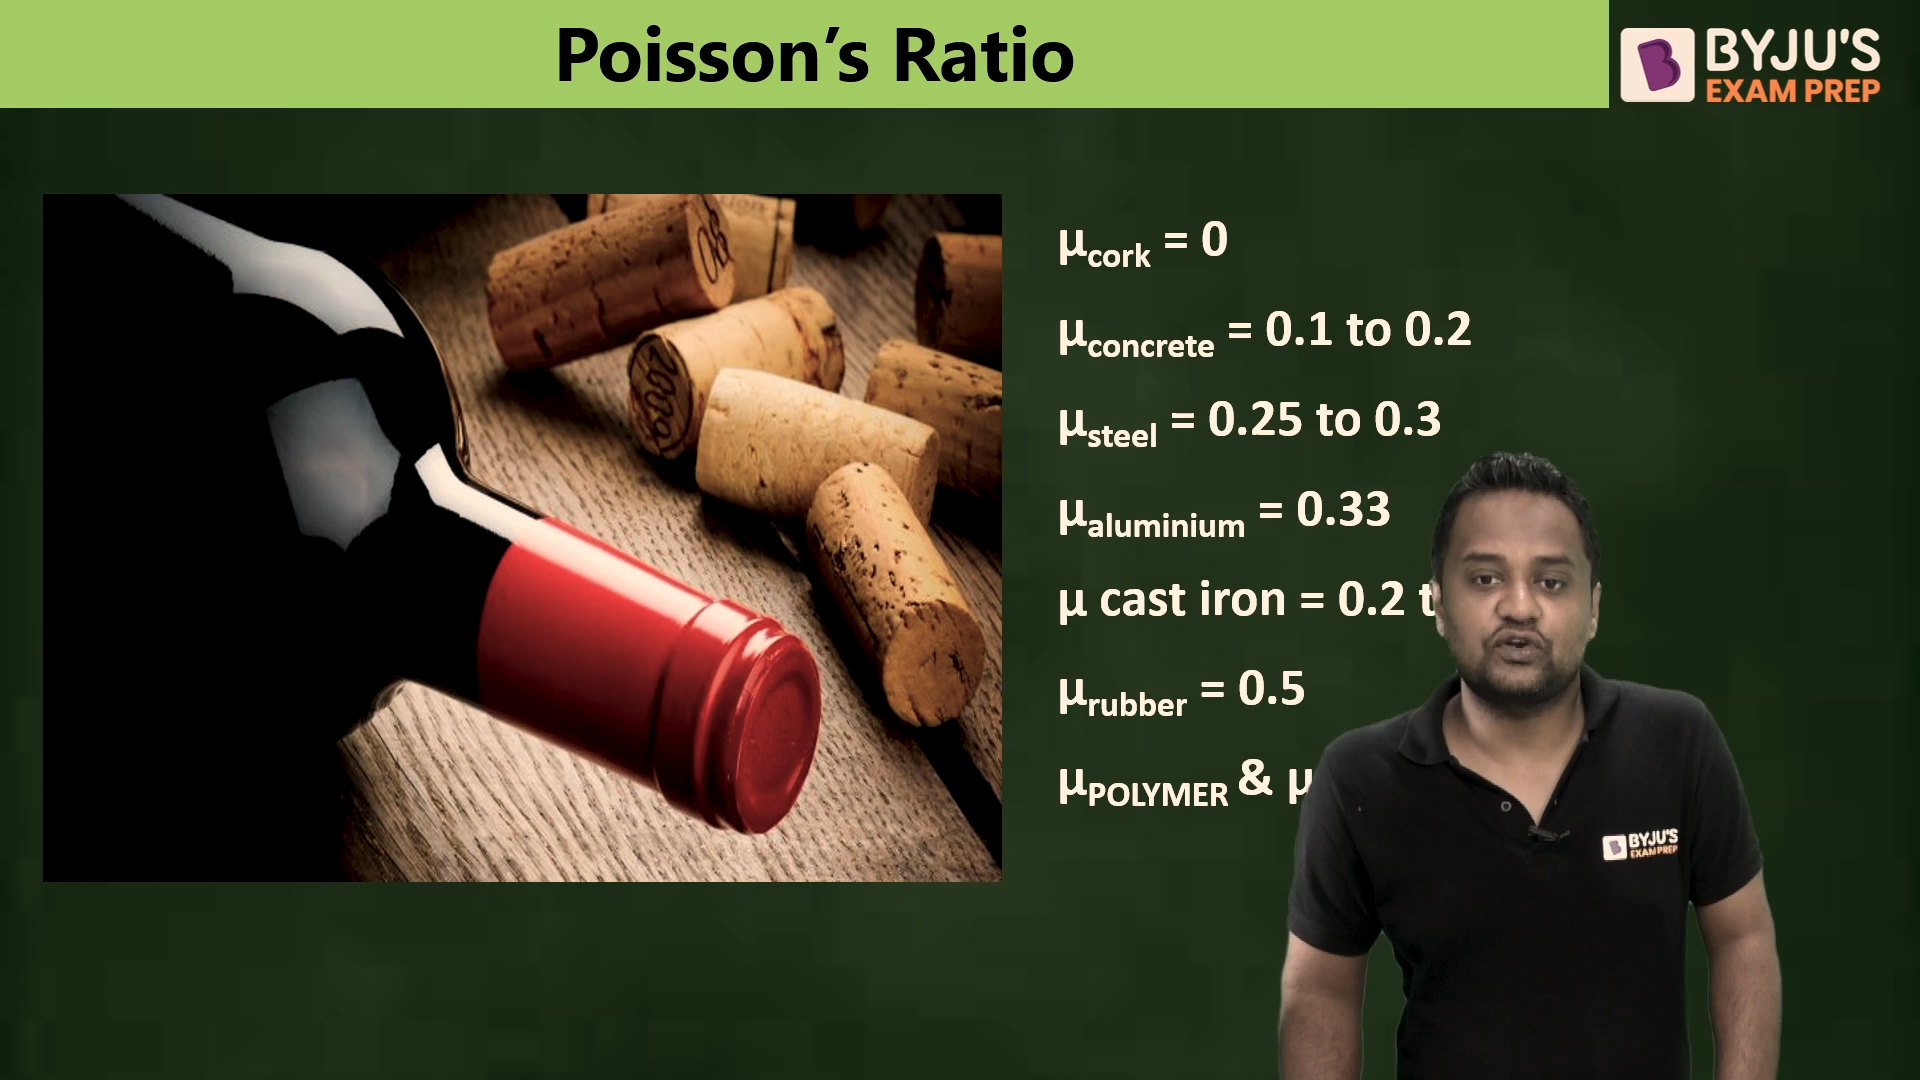 Poisson’s Ratio
BYJU'S
EXAM PREP
μcork = 0
μconcrete = 0.1 to 0.2
μsteel = 0.25 to 0.3
μaluminium = 0.33
μ cast iron = 0.2
μrubber = 0.5
μPOLYMER & μ
BYJU'S
EXAM PREP